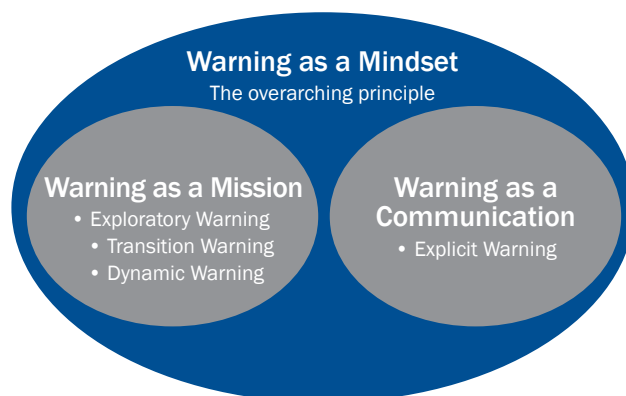 Warning as a Mindset
The overarching principle
Warning as a Mission
• Exploratory Warning
• Transition Warning
• Dynamic Warning
Warning as a
Communication
• Explicit Warning